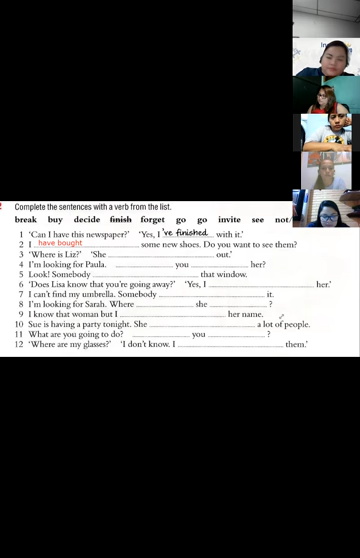 Complete the sentences with a verb from the list.
break buy decide finish forget go go invite see not/
1 'Can I have this newspaper?' 'Yes, I 've finished with it.'
2 I have bought some new shoes. Do you want to see them?
3 'Where is Liz?' 'She ........ out.'
4 I'm looking for Paula. ........ you ........ her?
5 Look! Somebody ........ that window.
6 'Does Lisa know that you're going away?' 'Yes, I ........ her.'
7 I can't find my umbrella. Somebody ........ it.
8 I'm looking for Sarah. Where ........ she ........ ?
9 I know that woman but I ........ her name.
10 Sue is having a party tonight. She ........ a lot of people.
11 What are you going to do? ........ you ........ ?
12 'Where are my glasses?' 'I don't know. I ........ them.'